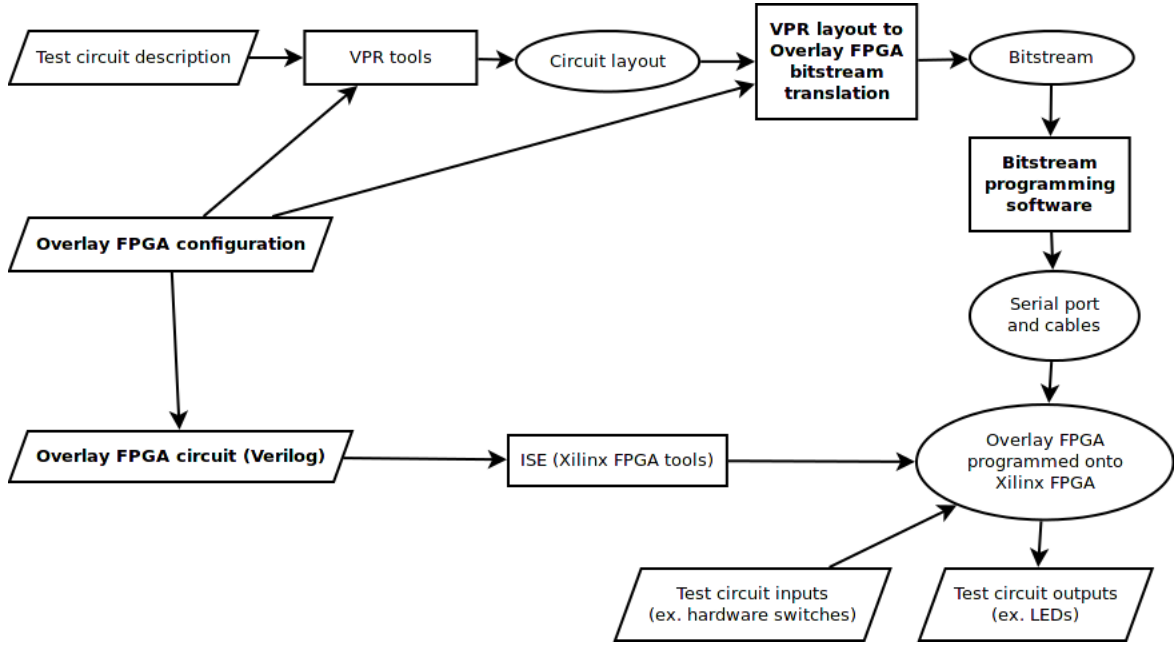 Test circuit description
VPR tools
Circuit layout
VPR layout to
Overlay FPGA
bitstream
translation
Bitstream
Bitstream
programming
software
Overlay FPGA configuration
Serial port
and cables
Overlay FPGA circuit (Verilog)
ISE (Xilinx FPGA tools)
Overlay FPGA
programmed onto
Xilinx FPGA
Test circuit inputs
(ex. hardware switches)
Test circuit outputs
(ex. LEDs)